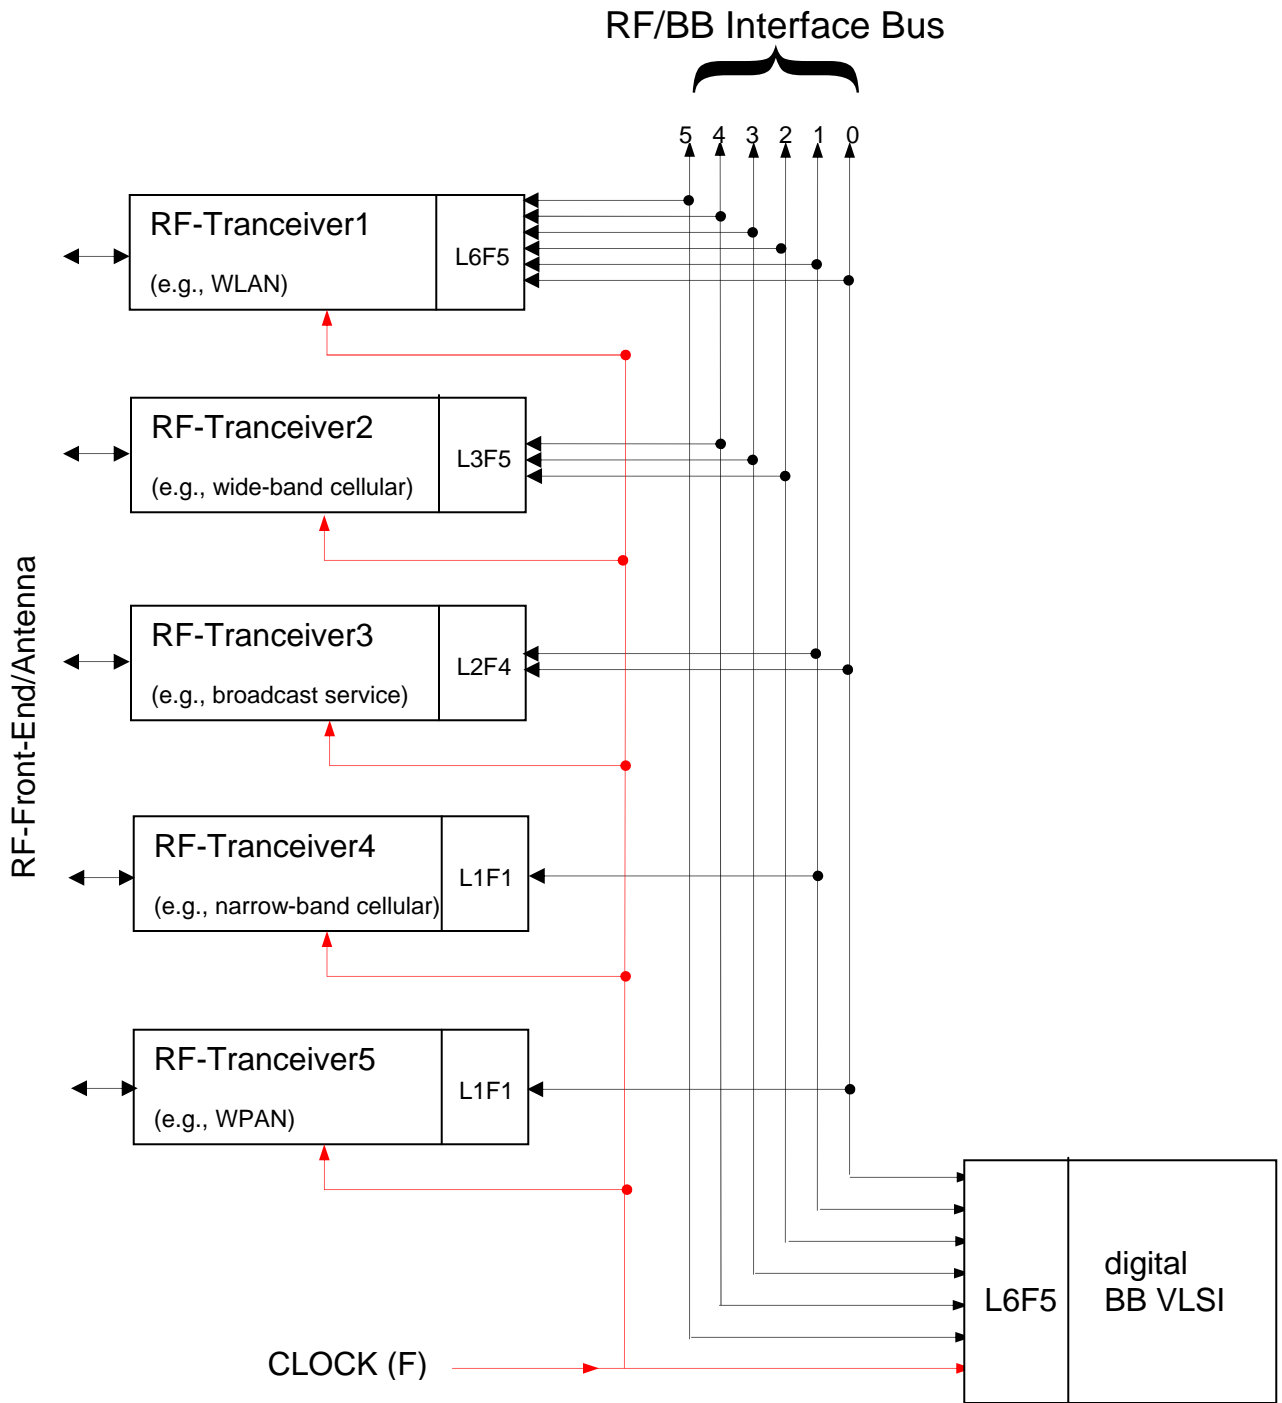 RF/BB Interface Bus
5 4 3 2 1 0
RF-Tranceiver1
(e.g., WLAN)
L6F5
RF-Tranceiver2
(e.g., wide-band cellular)
L3F5
RF-Front-End/Antenna
RF-Tranceiver3
(e.g., broadcast service)
L2F4
RF-Tranceiver4
(e.g., narrow-band cellular)
L1F1
RF-Tranceiver5
(e.g., WPAN)
L1F1
L6F5
digital
BB VLSI
CLOCK (F)